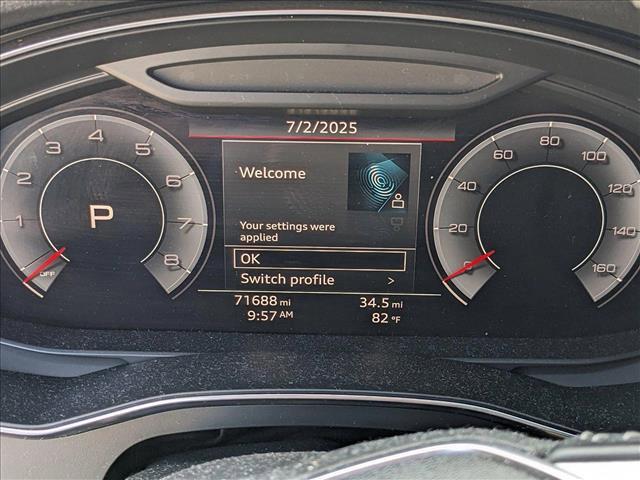 7/2/2025
Welcome
Your settings were
applied
OK
Switch profile >
71688 mi 34.5 mi
9:57 AM 82 °F
1 2 3 4 5 6 7 8
OFF
P
0 20 40 60 80 100 120 140 160